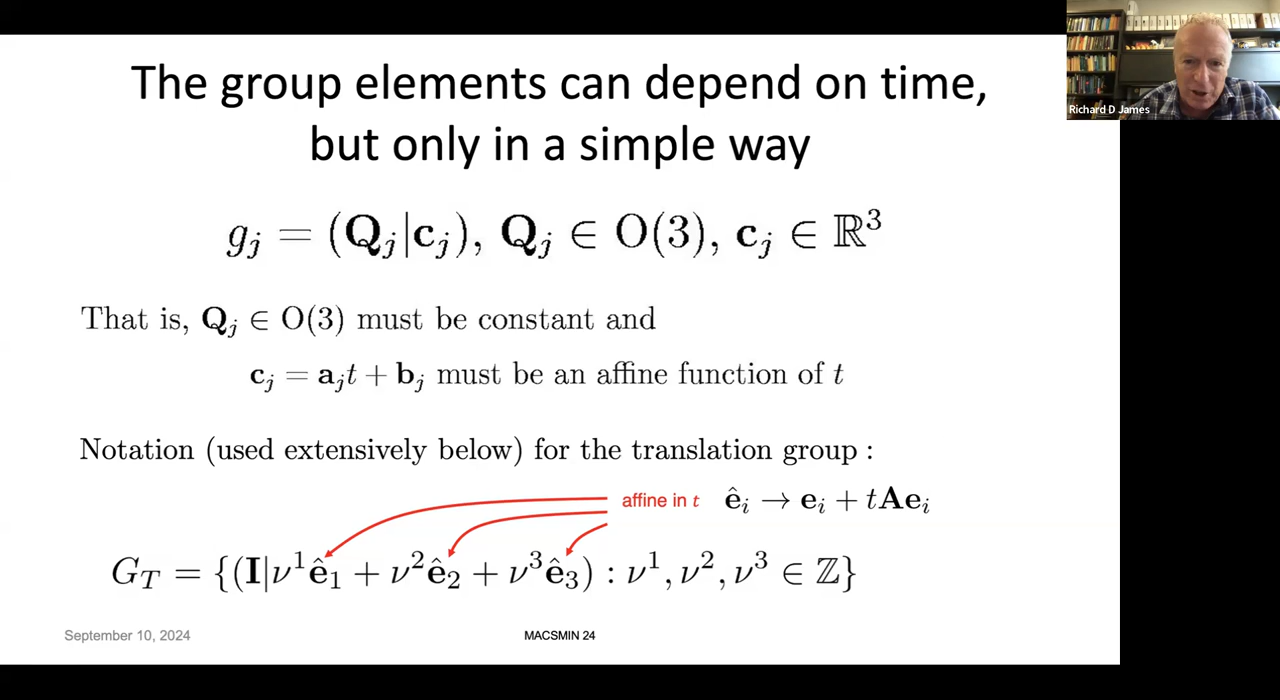 The group elements can depend on time,
but only in a simple way
Richard D James
gⱼ = (Qⱼ|cⱼ), Qⱼ ∈ O(3), cⱼ ∈ ℝ³
That is, Qⱼ ∈ O(3) must be constant and
cⱼ = aⱼt + bⱼ must be an affine function of t
Notation (used extensively below) for the translation group :
affine in t êᵢ → eᵢ + tAeᵢ
G_T = {(I|ν¹ê₁ + ν²ê₂ + ν³ê₃) : ν¹, ν², ν³ ∈ ℤ}
September 10, 2024 MACSMIN 24